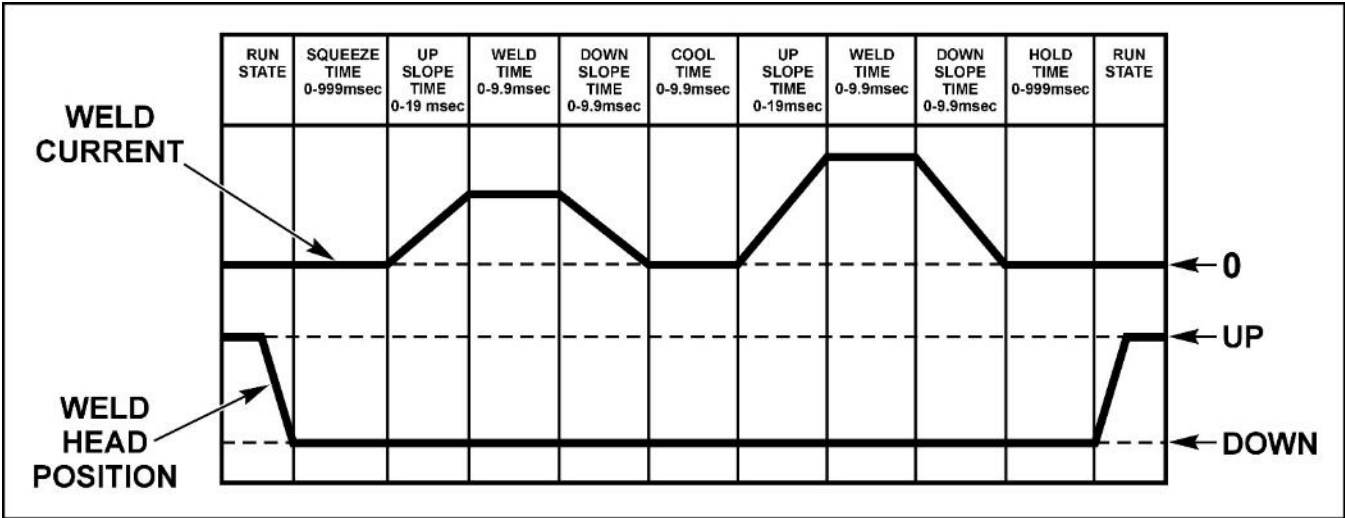 RUN
STATE
SQUEEZE
TIME
0-999msec
UP
SLOPE
TIME
0-19 msec
WELD
TIME
0-9.9msec
DOWN
SLOPE
TIME
0-9.9msec
COOL
TIME
0-9.9msec
UP
SLOPE
TIME
0-19msec
WELD
TIME
0-9.9msec
DOWN
SLOPE
TIME
0-9.9msec
HOLD
TIME
0-999msec
RUN
STATE
WELD
CURRENT
0
UP
WELD
HEAD
POSITION
DOWN